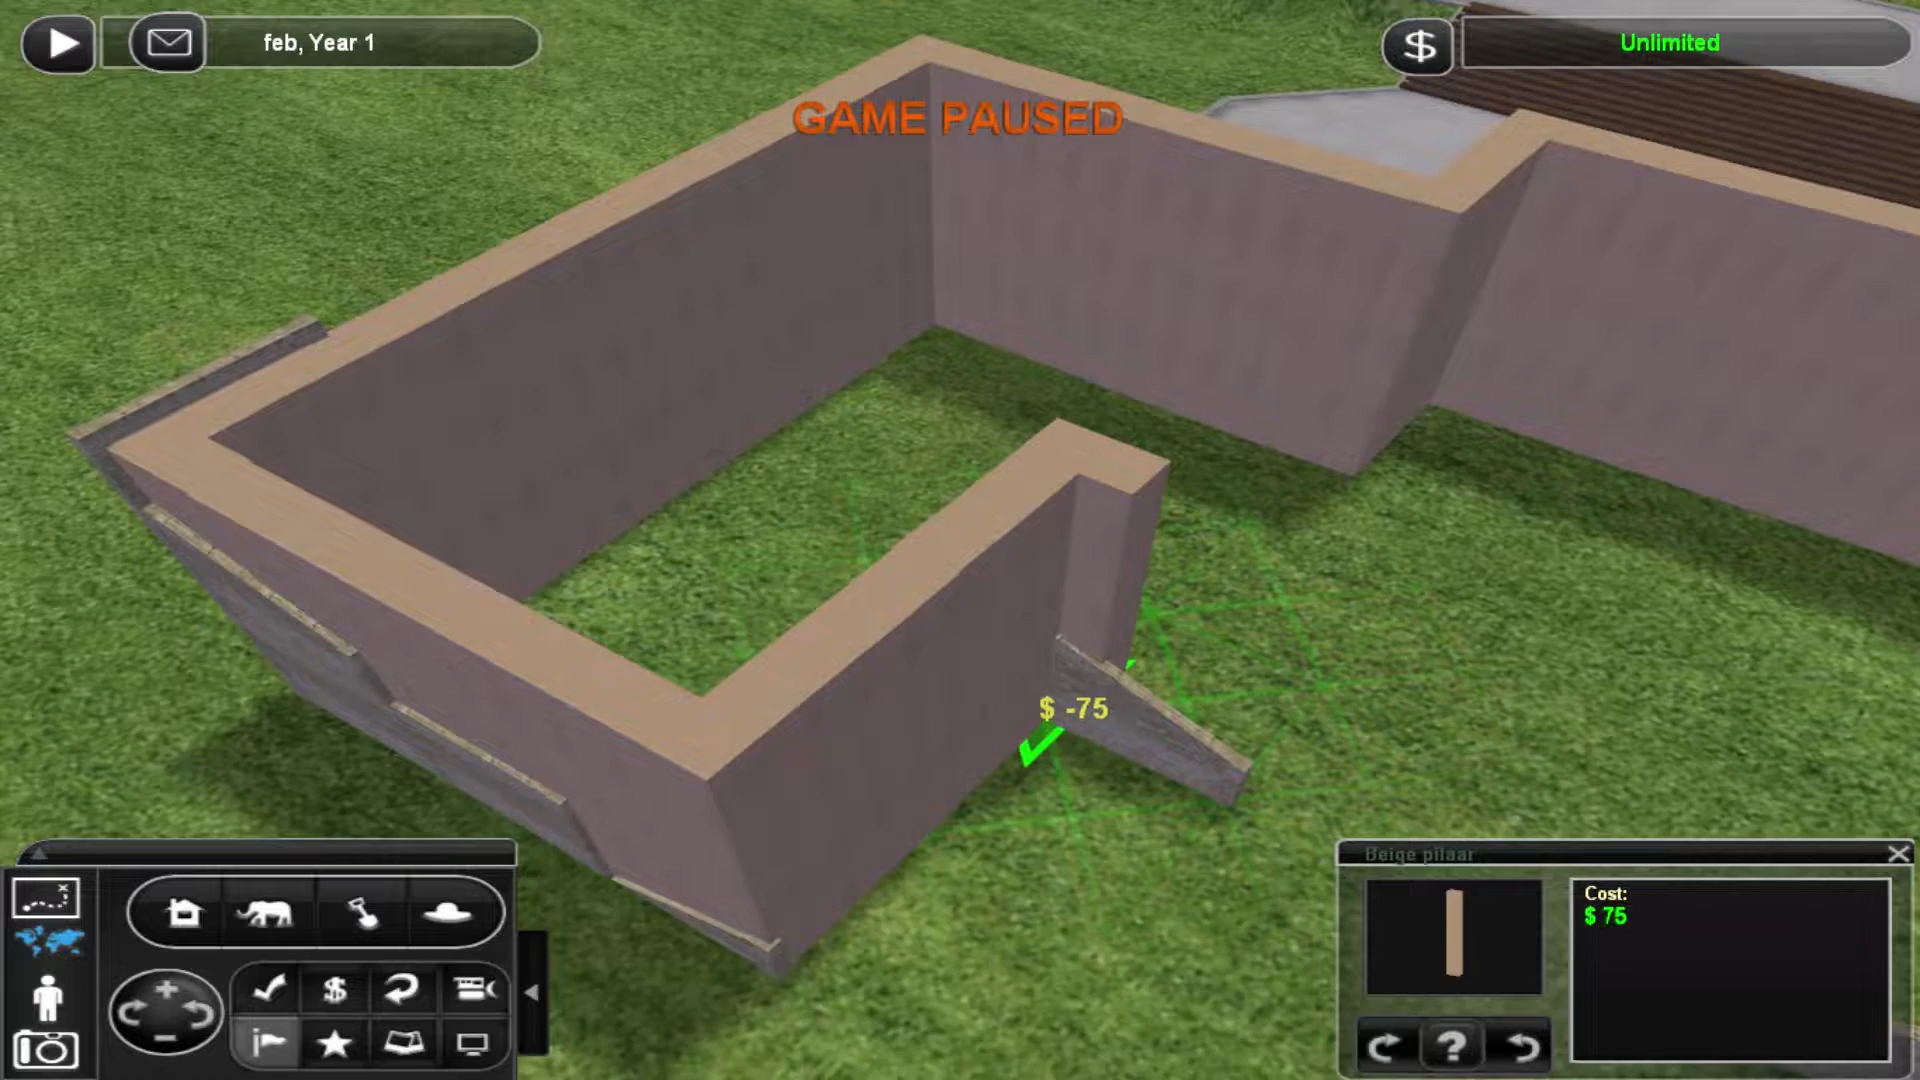 feb, Year 1
Unlimited
GAME PAUSED
$ -75
Beige pilaar
Cost:
$ 75